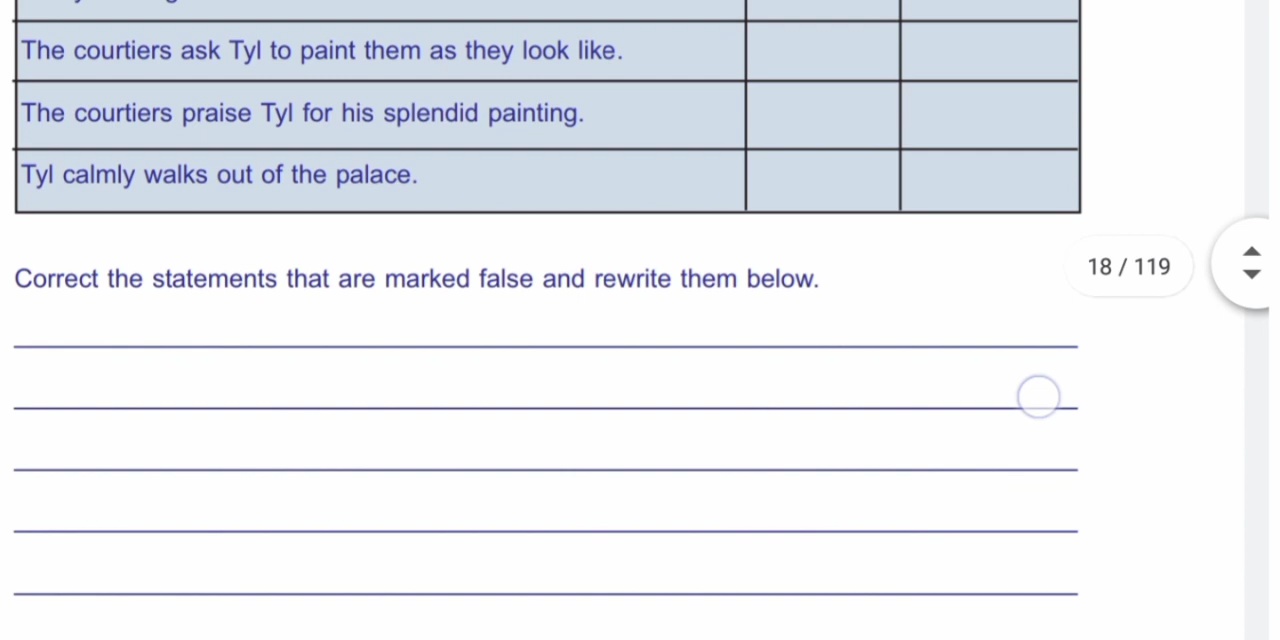 The courtiers ask Tyl to paint them as they look like.
The courtiers praise Tyl for his splendid painting.
Tyl calmly walks out of the palace.
Correct the statements that are marked false and rewrite them below.
18 / 119